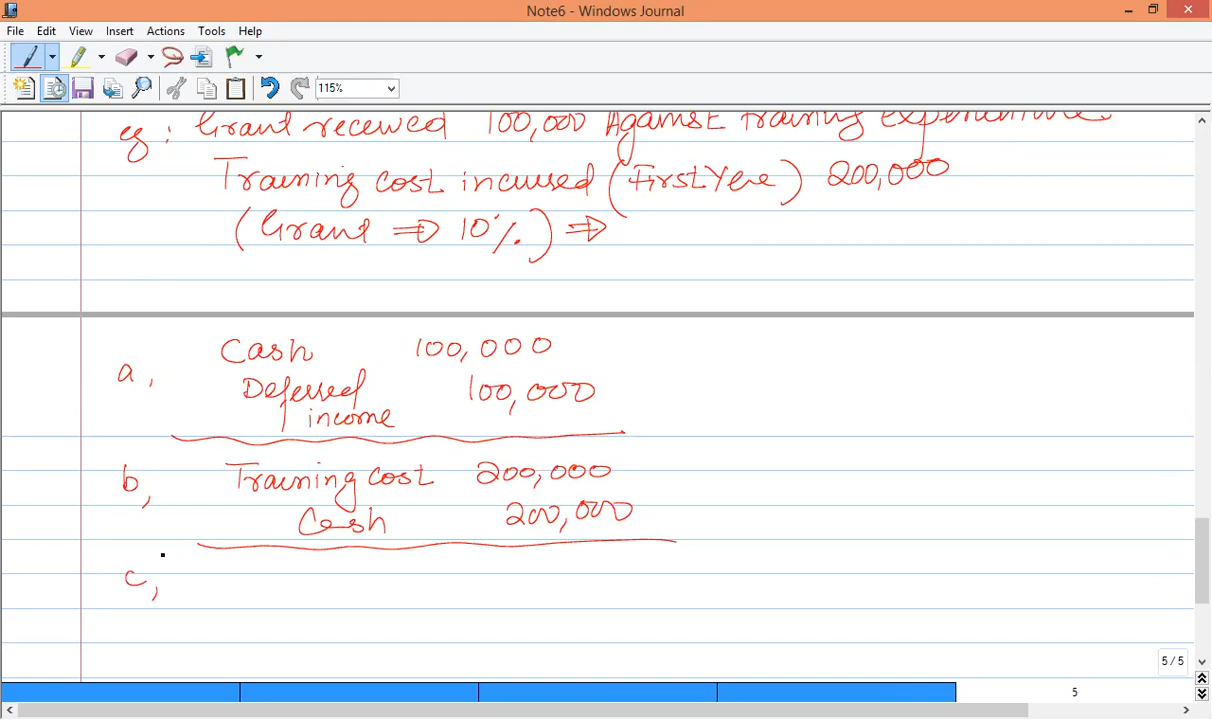 Note6 - Windows Journal
File Edit View Insert Actions Tools Help
115%
eg : Grant received 100,000 Against training expenditure.
Training cost incurred (First Year) 200,000
(Grant ⇒ 10%) ⇒
a, Cash 100,000
Deferred 100,000
income
b, Training cost 200,000
Cash 200,000
c,
5 / 5
5